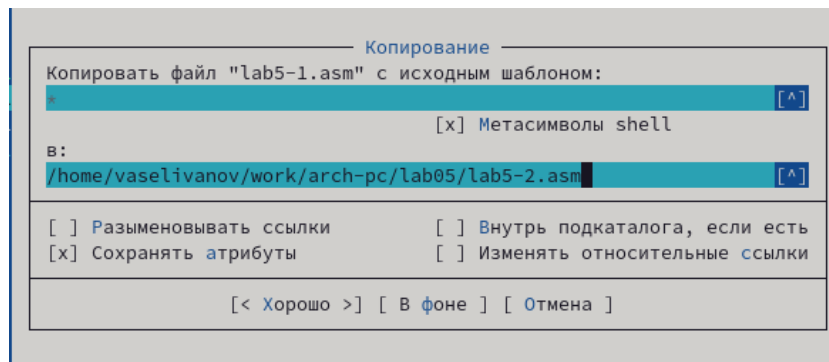 Копирование
Копировать файл "lab5-1.asm" с исходным шаблоном:
* [^]
[x] Метасимволы shell
в:
/home/vaselivanov/work/arch-pc/lab05/lab5-2.asm [^]
[ ] Разыменовывать ссылки [ ] Внутрь подкаталога, если есть
[x] Сохранять атрибуты [ ] Изменять относительные ссылки
[< Хорошо >] [ В фоне ] [ Отмена ]